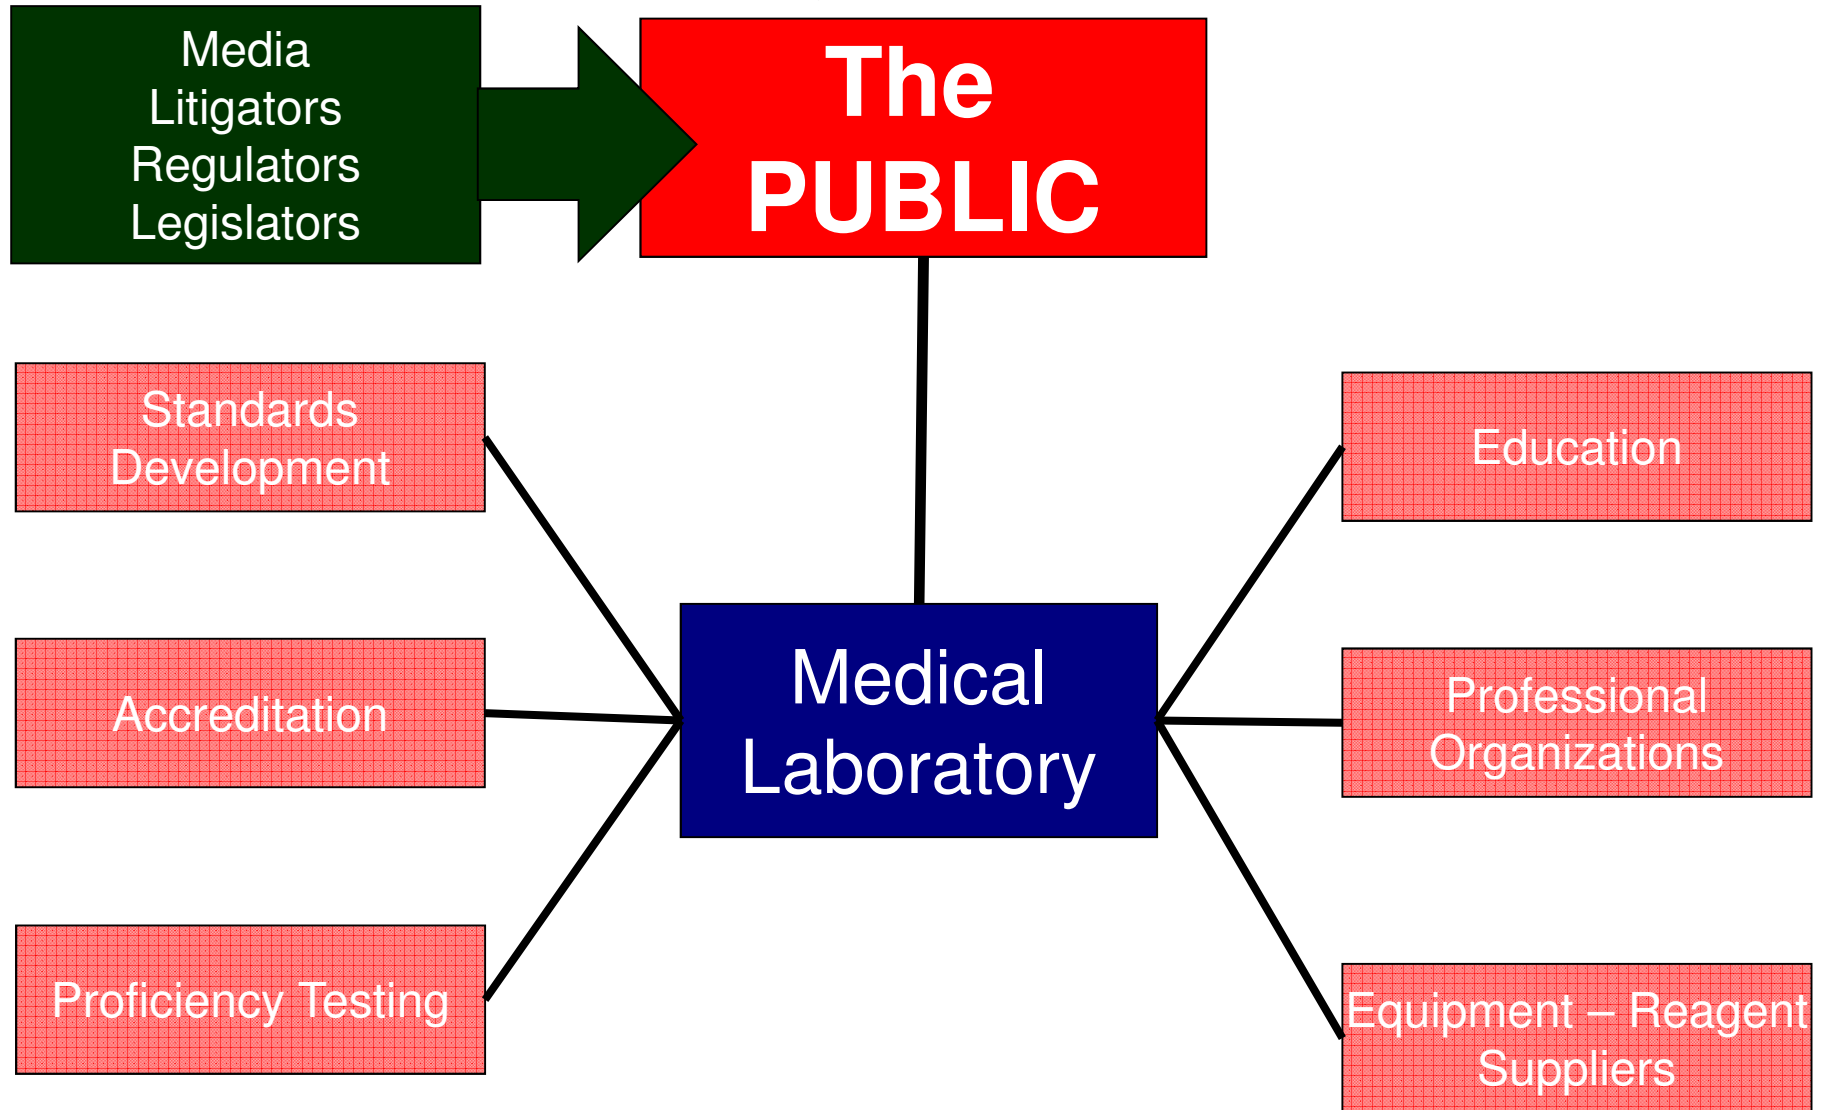 Media
Litigators
Regulators
Legislators
The
PUBLIC
Standards
Development
Education
Accreditation
Medical
Laboratory
Professional
Organizations
Proficiency Testing
Equipment – Reagent
Suppliers